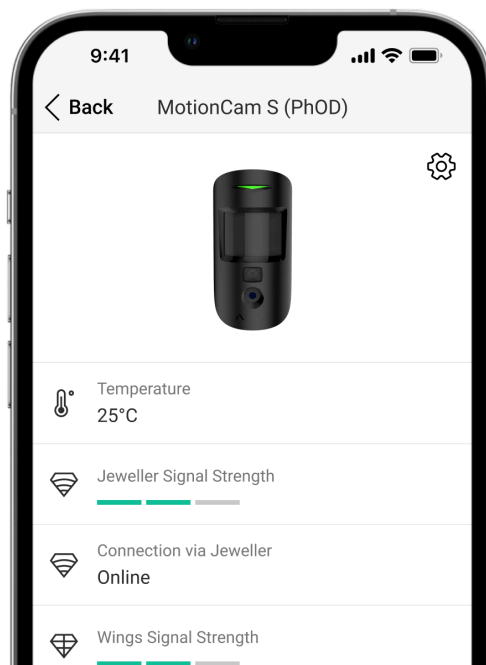 9:41
Back MotionCam S (PhOD)
Temperature
25°C
Jeweller Signal Strength
Connection via Jeweller
Online
Wings Signal Strength